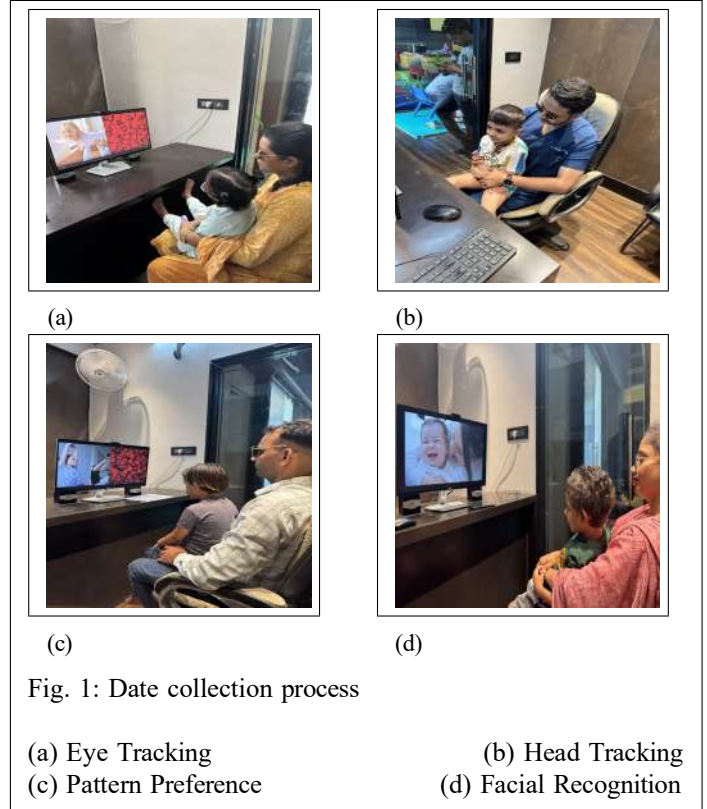 (a)
(b)
(c)
(d)
Fig. 1: Date collection process
(a) Eye Tracking
(b) Head Tracking
(c) Pattern Preference
(d) Facial Recognition